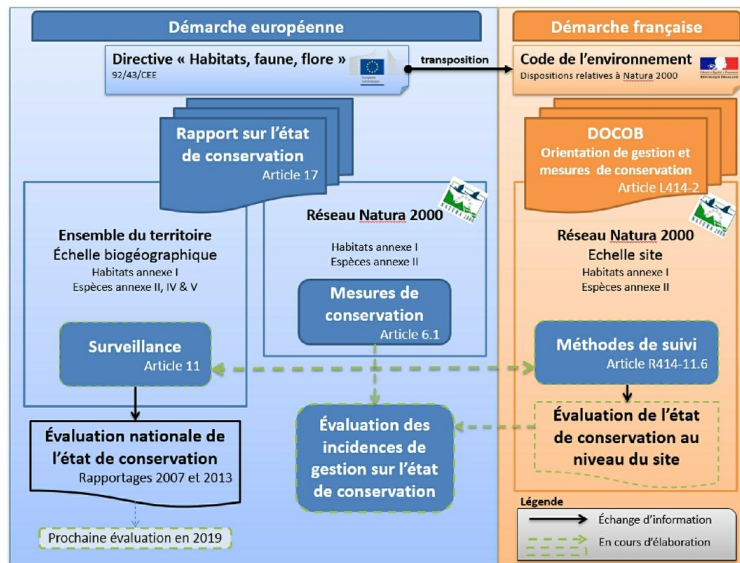 Démarche européenne
Démarche française
Directive « Habitats, faune, flore »
92/43/CEE
transposition
Code de l'environnement
Dispositions relatives à Natura 2000
Rapport sur l'état
de conservation
Article 17
DOCOB
Orientation de gestion et
mesures de conservation
Article L414-2
Ensemble du territoire
Échelle biogéographique
Habitats annexe I
Espèces annexe II, IV & V
Réseau Natura 2000
Habitats annexe I
Espèces annexe II
Réseau Natura 2000
Echelle site
Habitats annexe I
Espèces annexe II
Mesures de
conservation
Article 6.1
Surveillance
Article 11
Méthodes de suivi
Article R414-11.6
Évaluation nationale de
l'état de conservation
Rapportages 2007 et 2013
Évaluation des
incidences de
gestion sur l'état
de conservation
Évaluation de l'état
de conservation au
niveau du site
Prochaine évaluation en 2019
Légende
Échange d'information
En cours d'élaboration